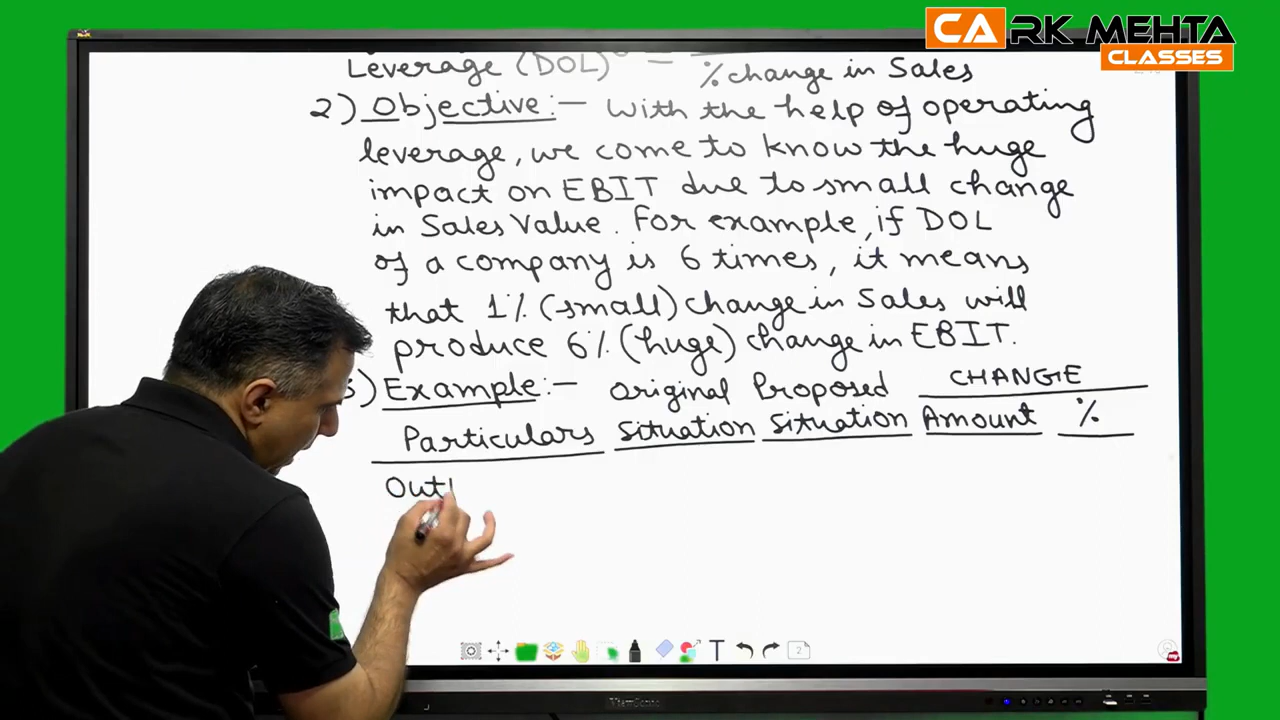 CA RK MEHTA
CLASSES
Leverage (DOL) =
% change in Sales
2) Objective:- With the help of operating
leverage, we come to know the huge
impact on EBIT due to small change
in Sales Value. For example, if DOL
of a company is 6 times, it means
that 1% (small) change in Sales will
produce 6% (huge) change in EBIT.
3) Example:- Original Proposed CHANGE
Particulars Situation Situation Amount %
Out
T
2